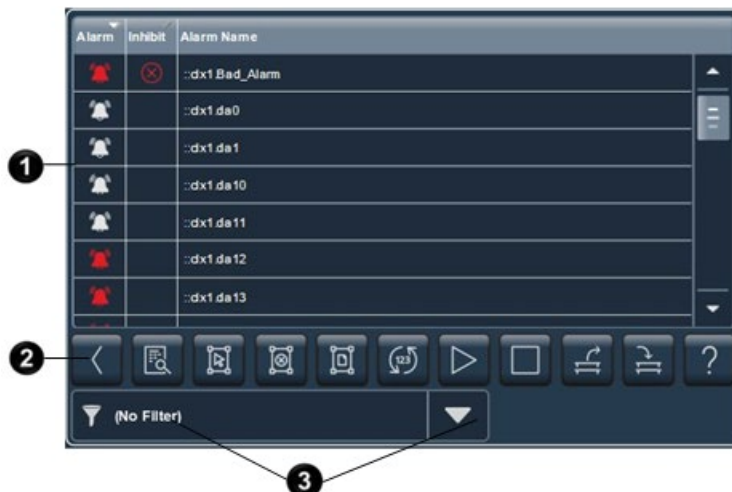 Alarm Inhibit Alarm Name
::dx1.Bad_Alarm
::dx1.da0
::dx1.da1
1
::dx1.da10
::dx1.da11
::dx1.da12
::dx1.da13
2
123
?
(No Filter)
3